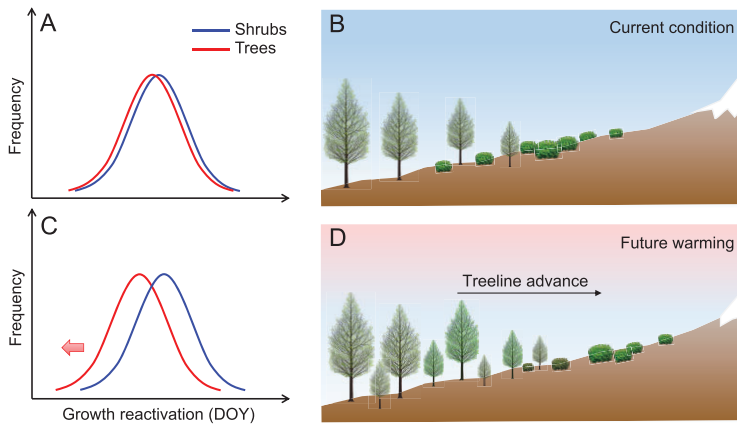 A
Shrubs
Trees
Frequency
B
Current condition
C
Frequency
Growth reactivation (DOY)
D
Future warming
Treeline advance